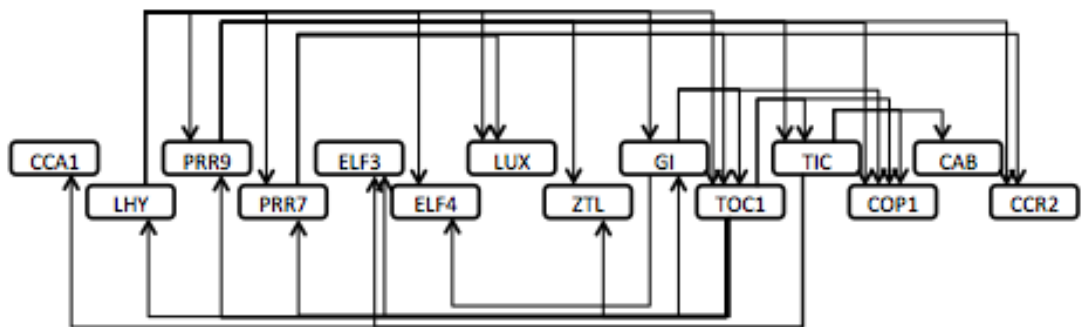 CCA1 PRR9 ELF3 LUX GI TIC CAB
LHY PRR7 ELF4 ZTL TOC1 COP1 CCR2